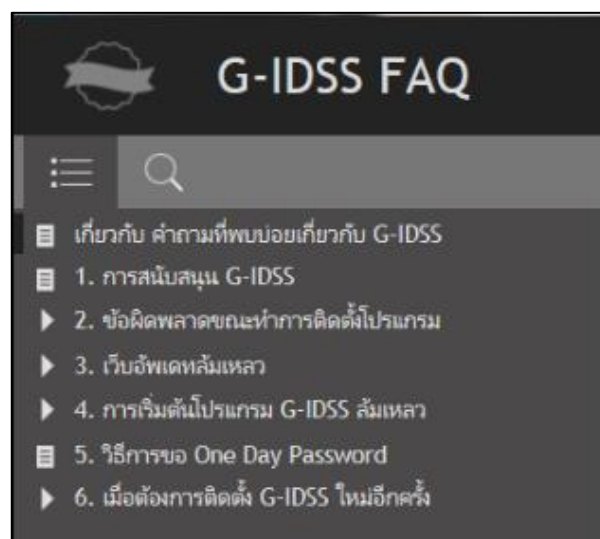 G-IDSS FAQ
เกี่ยวกับ คำถามที่พบบ่อยเกี่ยวกับ G-IDSS
1. การสนับสนุน G-IDSS
2. ข้อผิดพลาดขณะทำการติดตั้งโปรแกรม
3. เว็บอัพเดทล้มเหลว
4. การเริ่มต้นโปรแกรม G-IDSS ล้มเหลว
5. วิธีการขอ One Day Password
6. เมื่อต้องการติดตั้ง G-IDSS ใหม่อีกครั้ง